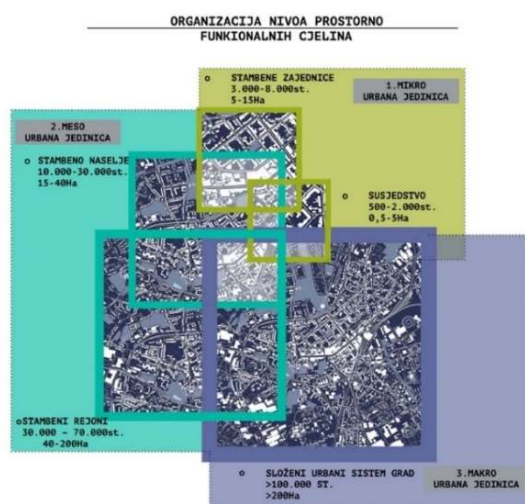 ORGANIZACIJA NIVOA PROSTORNO
FUNKIONALNIH CJELINA
STAMBENE ZAJEDNICE
3.000-8.000st.
5-15Ha
1.MIKRO
URBANA JEDINICA
2.MESO
URBANA JEDINICA
STAMBENO NASELJE
10.000-30.000st.
15-40Ha
SUSJEDSTVO
500-2.000st.
0,5-5Ha
STAMBENI REJONI
30.000 – 70.000st.
40-200Ha
SLOŽENI URBANI SISTEM GRAD
>100.000 ST.
>200Ha
3.MAKRO
URBANA JEDINICA